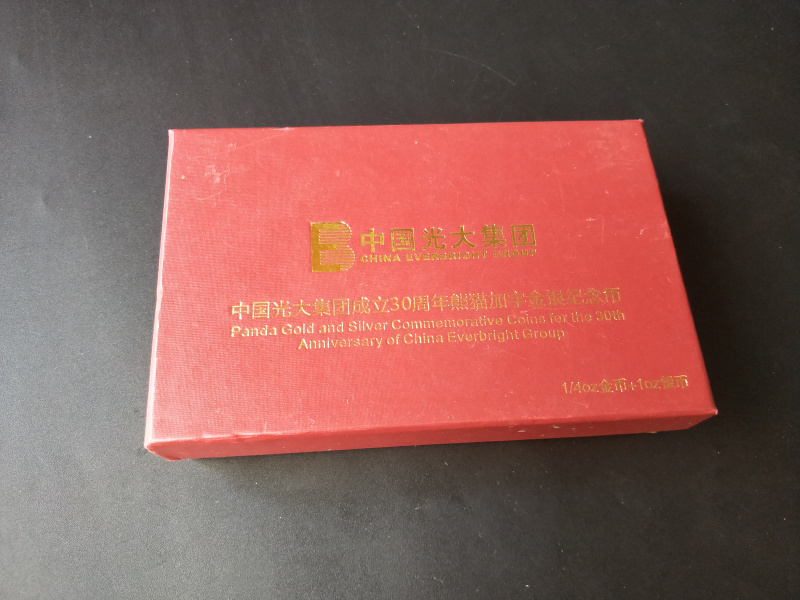 中国光大集团
CHINA EVERBRIGHT GROUP
中国光大集团成立30周年熊猫加字金银纪念币
Panda Gold and Silver Commemorative Coins for the 30th
Anniversary of China Everbright Group
1/4oz金币+1oz银币